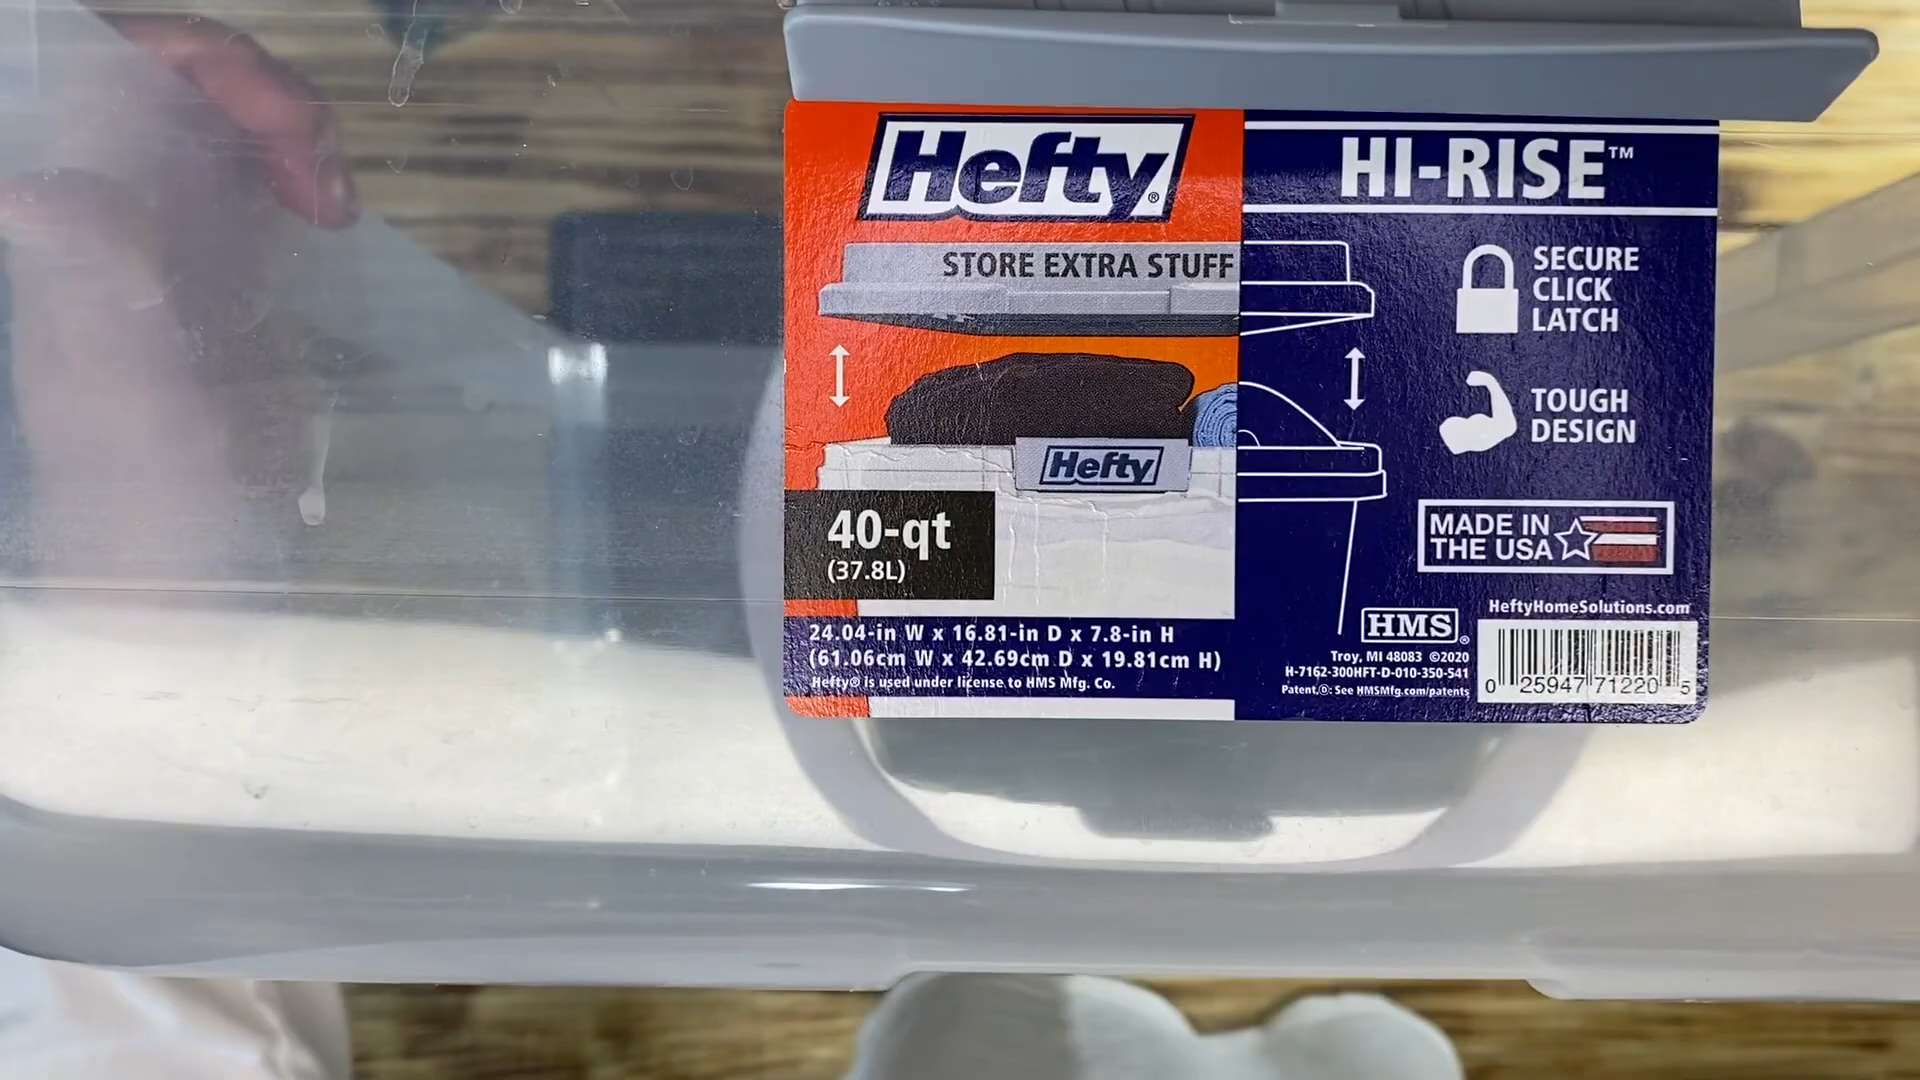 Hefty®
STORE EXTRA STUFF
Hefty
40-qt
(37.8L)
24.04-in W x 16.81-in D x 7.8-in H
(61.06cm W x 42.69cm D x 19.81cm H)
Hefty® is used under license to HMS Mfg. Co.
HI-RISE™
SECURE
CLICK
LATCH
TOUGH
DESIGN
MADE IN
THE USA
HeftyHomeSolutions.com
HMS®
Troy, MI 48083 ©2020
H-7162-300HFT-D-010-350-541
Patent Ⓓ: See HMSMfg.com/patents
0 25947 71220 5